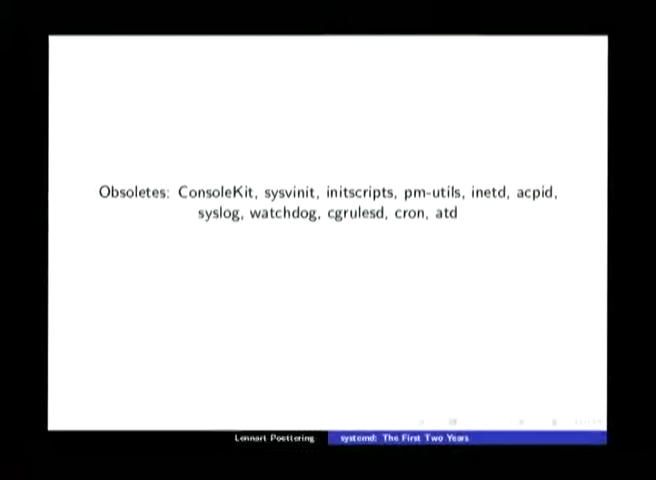 Obsoletes: ConsoleKit, sysvinit, initscripts, pm-utils, inetd, acpid,
syslog, watchdog, cgrulesd, cron, atd
Lennart Poettering
systemd: The First Two Years